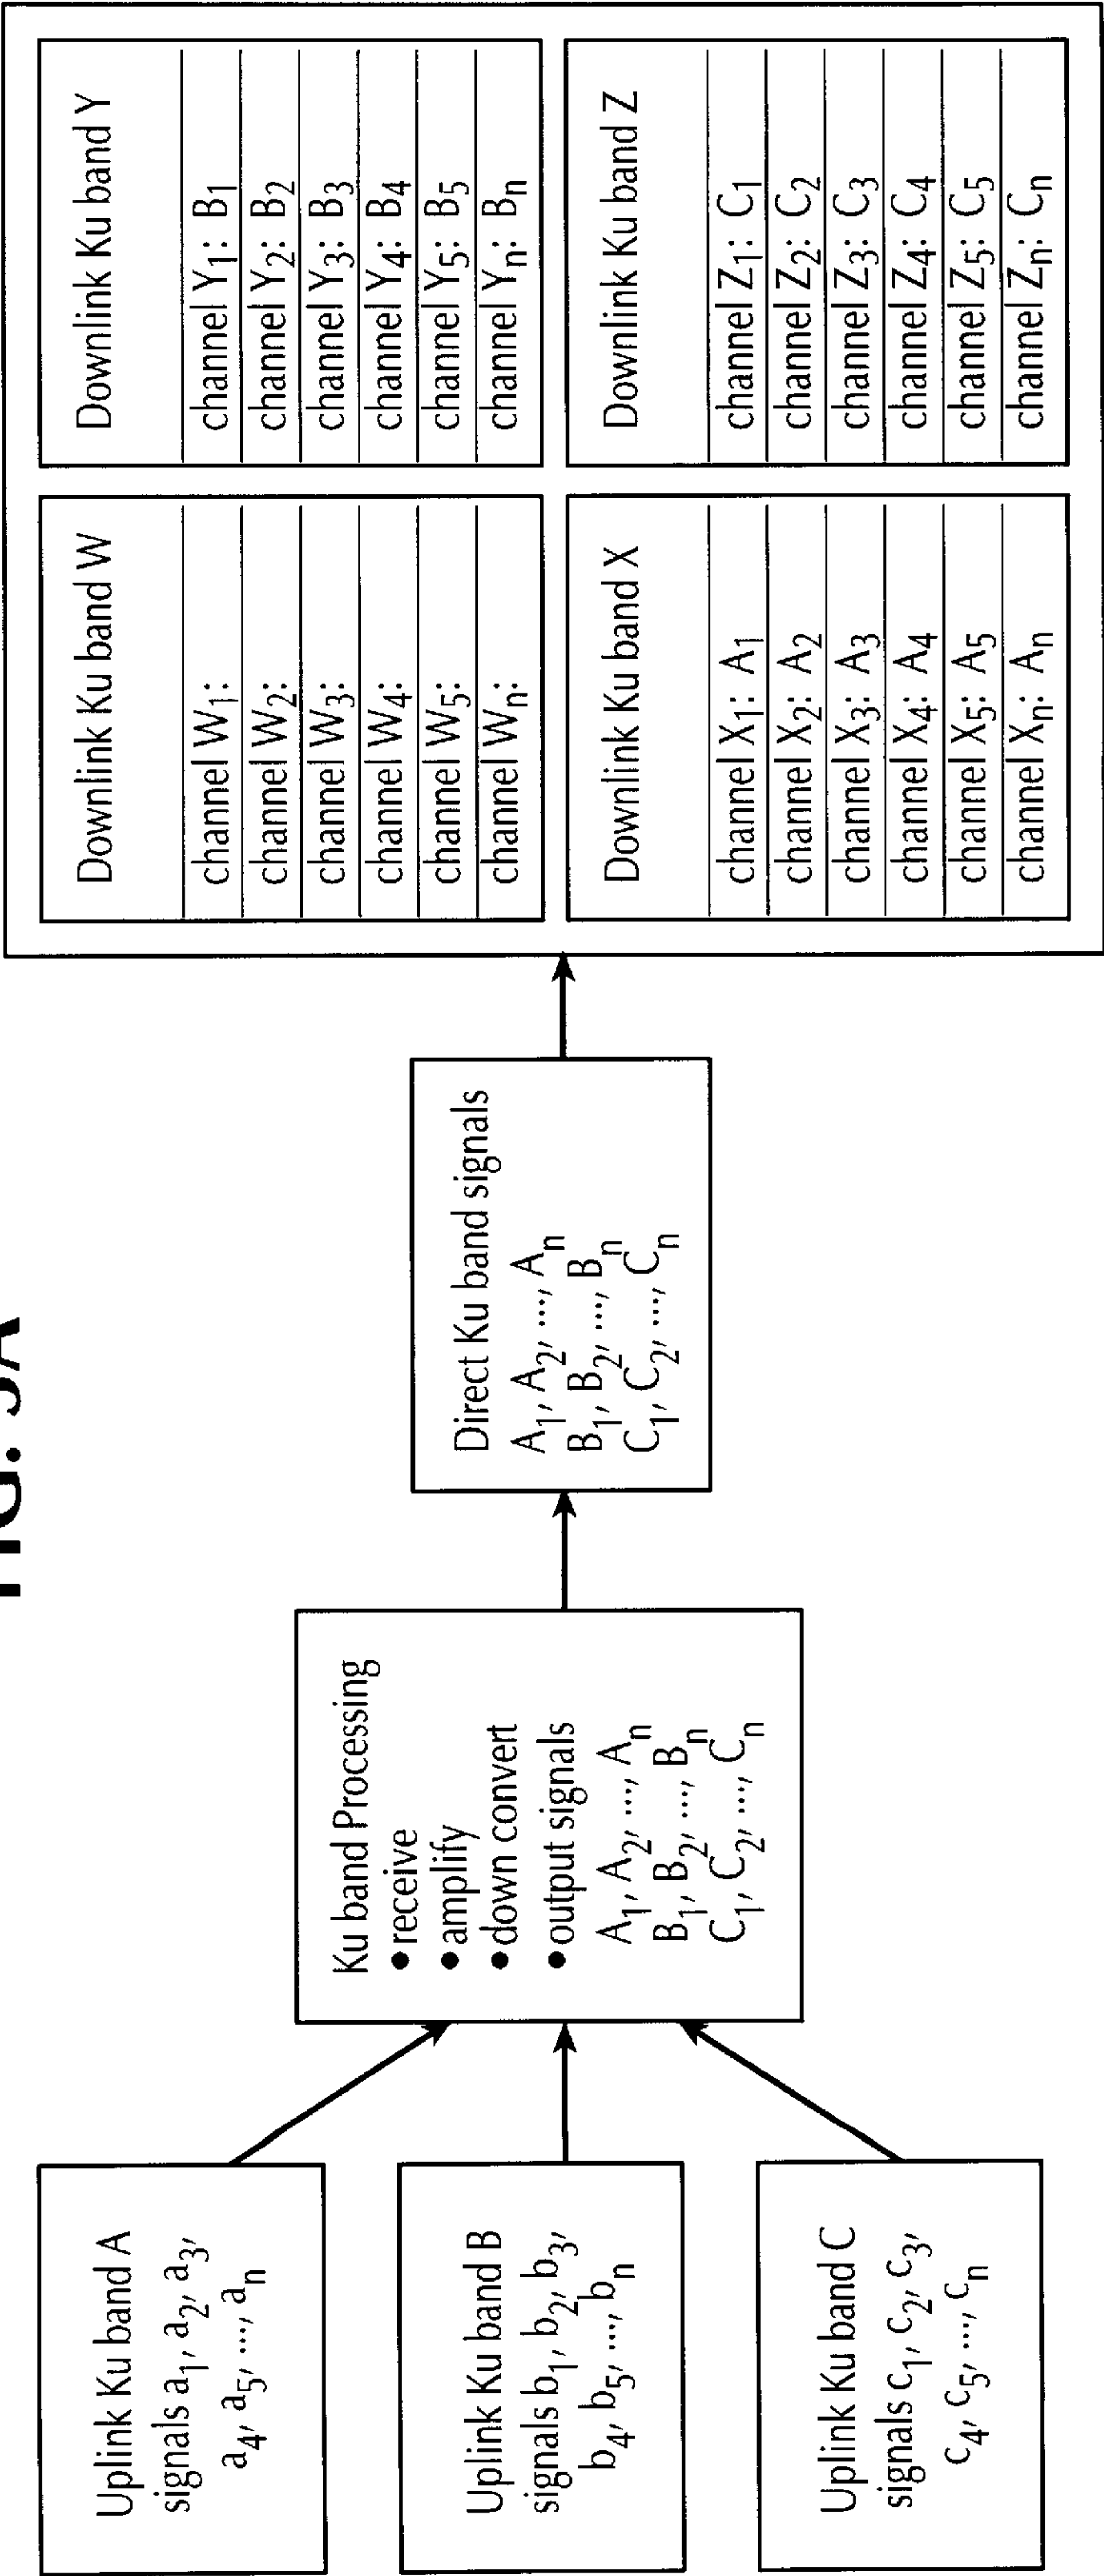 FIG. 5A
Uplink Ku band A
signals a₁, a₂, a₃,
a₄, a₅, ..., aₙ
Uplink Ku band B
signals b₁, b₂, b₃,
b₄, b₅, ..., bₙ
Uplink Ku band C
signals c₁, c₂, c₃,
c₄, c₅, ..., cₙ
Ku band Processing
•receive
•amplify
•down convert
•output signals
A₁, A₂, ..., Aₙ
B₁, B₂, ..., Bₙ
C₁, C₂, ..., Cₙ
Direct Ku band signals
A₁, A₂, ..., Aₙ
B₁, B₂, ..., Bₙ
C₁, C₂, ..., Cₙ
Downlink Ku band W
channel W₁:
channel W₂:
channel W₃:
channel W₄:
channel W₅:
channel Wₙ:
Downlink Ku band Y
channel Y₁: B₁
channel Y₂: B₂
channel Y₃: B₃
channel Y₄: B₄
channel Y₅: B₅
channel Yₙ: Bₙ
Downlink Ku band X
channel X₁: A₁
channel X₂: A₂
channel X₃: A₃
channel X₄: A₄
channel X₅: A₅
channel Xₙ: Aₙ
Downlink Ku band Z
channel Z₁: C₁
channel Z₂: C₂
channel Z₃: C₃
channel Z₄: C₄
channel Z₅: C₅
channel Zₙ: Cₙ